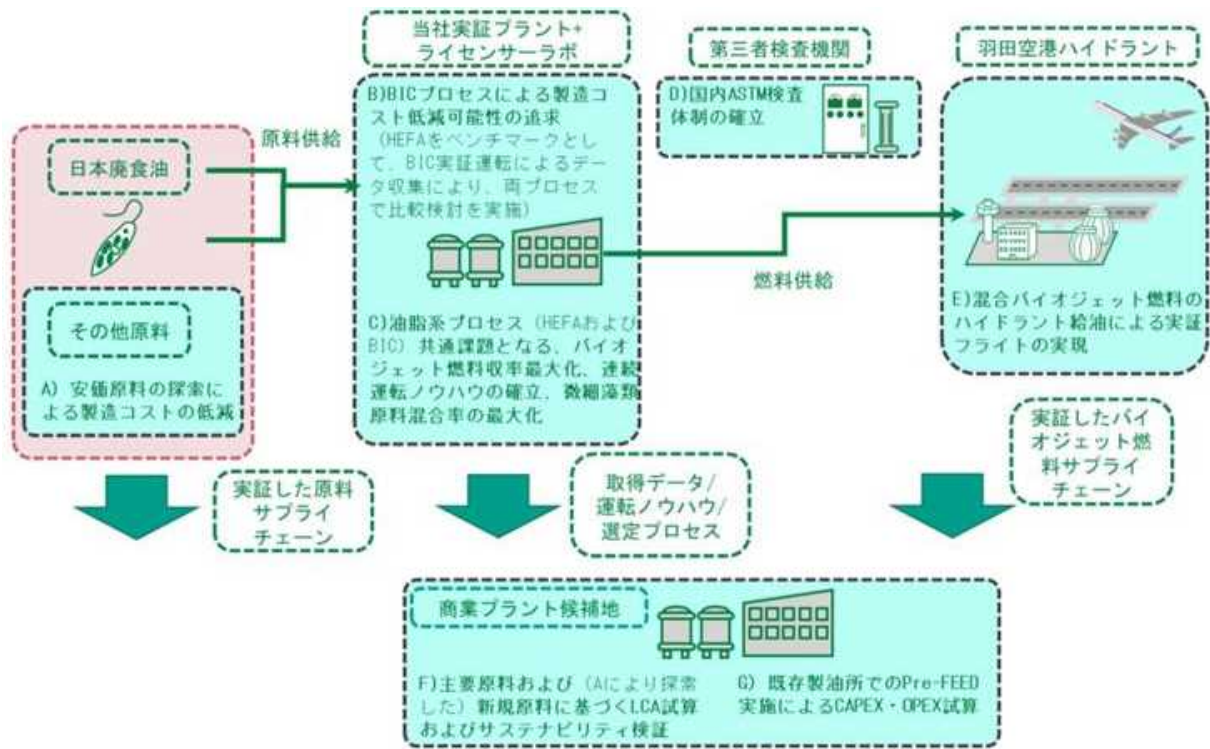 当社実証プラント+
ライセンサーラボ
第三者検査機関
羽田空港ハイドラント
日本廃食油
原料供給
B)BICプロセスによる製造コ
スト低減可能性の追求
(HEFAをベンチマークとし
て、BIC実証運転によるデー
タ収集により、両プロセス
で比較検討を実施)
D)国内ASTM検査
体制の確立
燃料供給
その他原料
A) 安価原料の探索に
よる製造コストの低減
C)油脂系プロセス(HEFAおよび
BIC)共通課題となる、バイオ
ジェット燃料収率最大化、連続
運転ノウハウの確立、微細藻類
原料混合率の最大化
E)混合バイオジェット燃料の
ハイドラント給油による実証
フライトの実現
実証した原料
サプライ
チェーン
取得データ/
運転ノウハウ/
選定プロセス
実証したバイ
オジェット燃
料サプライ
チェーン
商業プラント候補地
F)主要原料および(Aにより探索
した)新規原料に基づくLCA試算
およびサステナビリティ検証
G) 既存製油所でのPre-FEED
実施によるCAPEX・OPEX試算